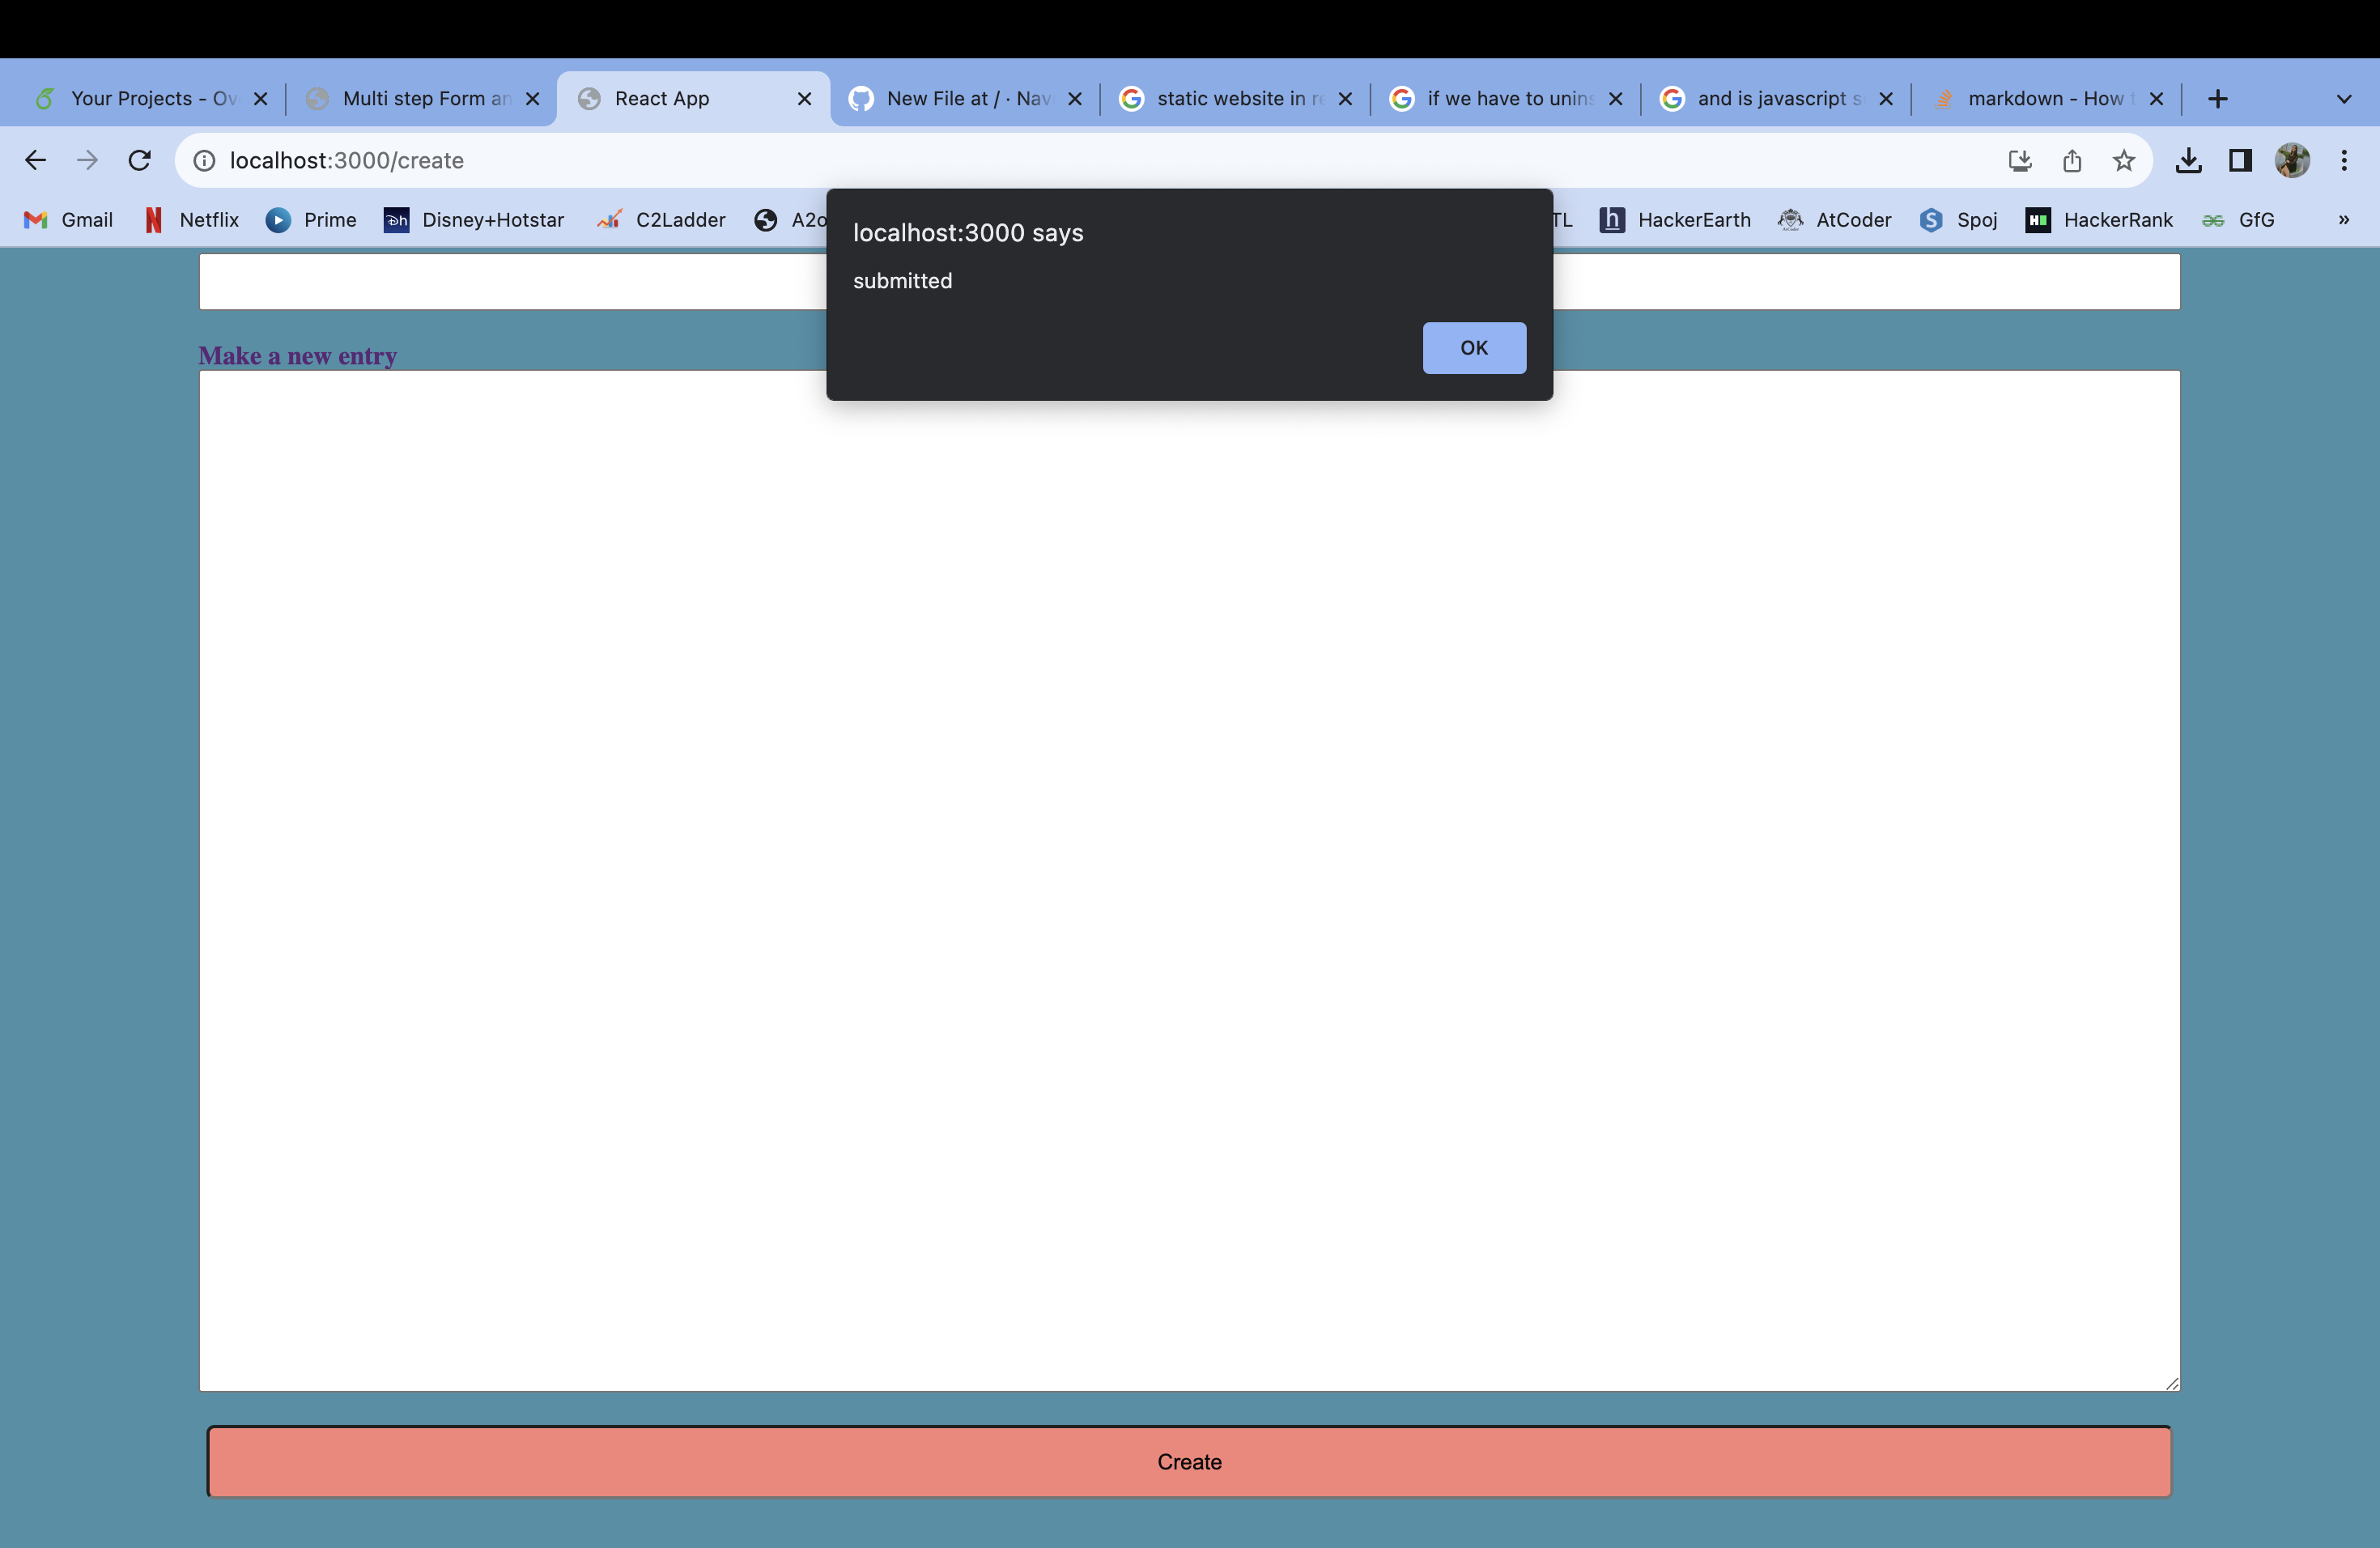 Your Projects - Ov
Multi step Form an
React App
New File at / · Nav
static website in re
if we have to unins
and is javascript s
markdown - How t
localhost:3000/create
Gmail
Netflix
Prime
Disney+Hotstar
C2Ladder
A2o
TL
HackerEarth
AtCoder
Spoj
HackerRank
GfG
»
localhost:3000 says
submitted
OK
Make a new entry
Create